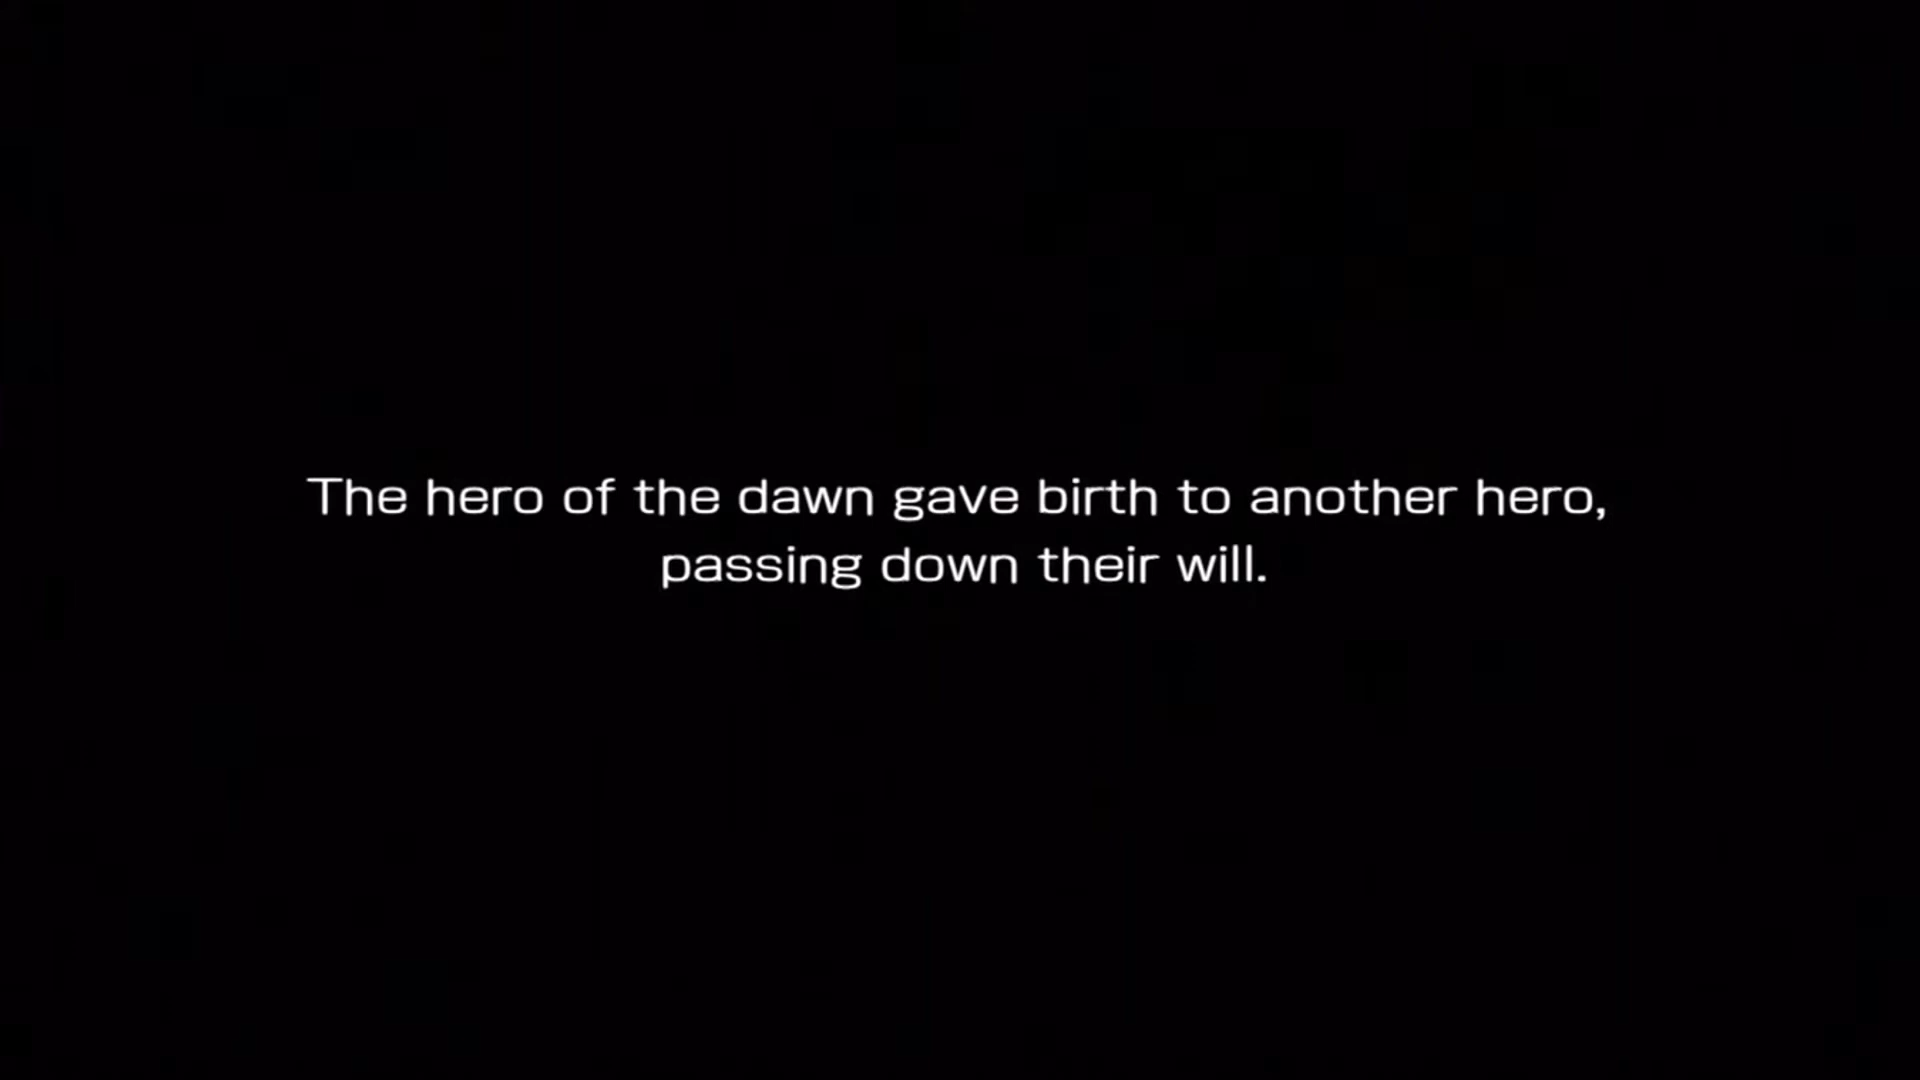 The hero of the dawn gave birth to another hero,
passing down their will.